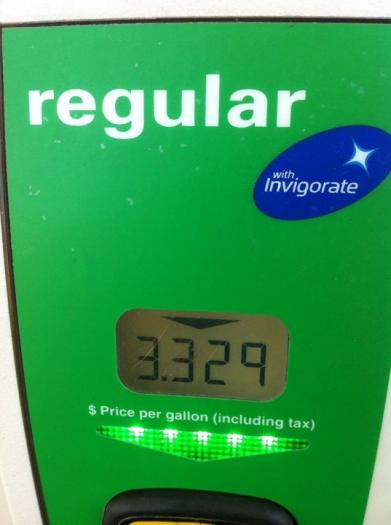 regular
with
Invigorate
3.329
$ Price per gallon (including tax)